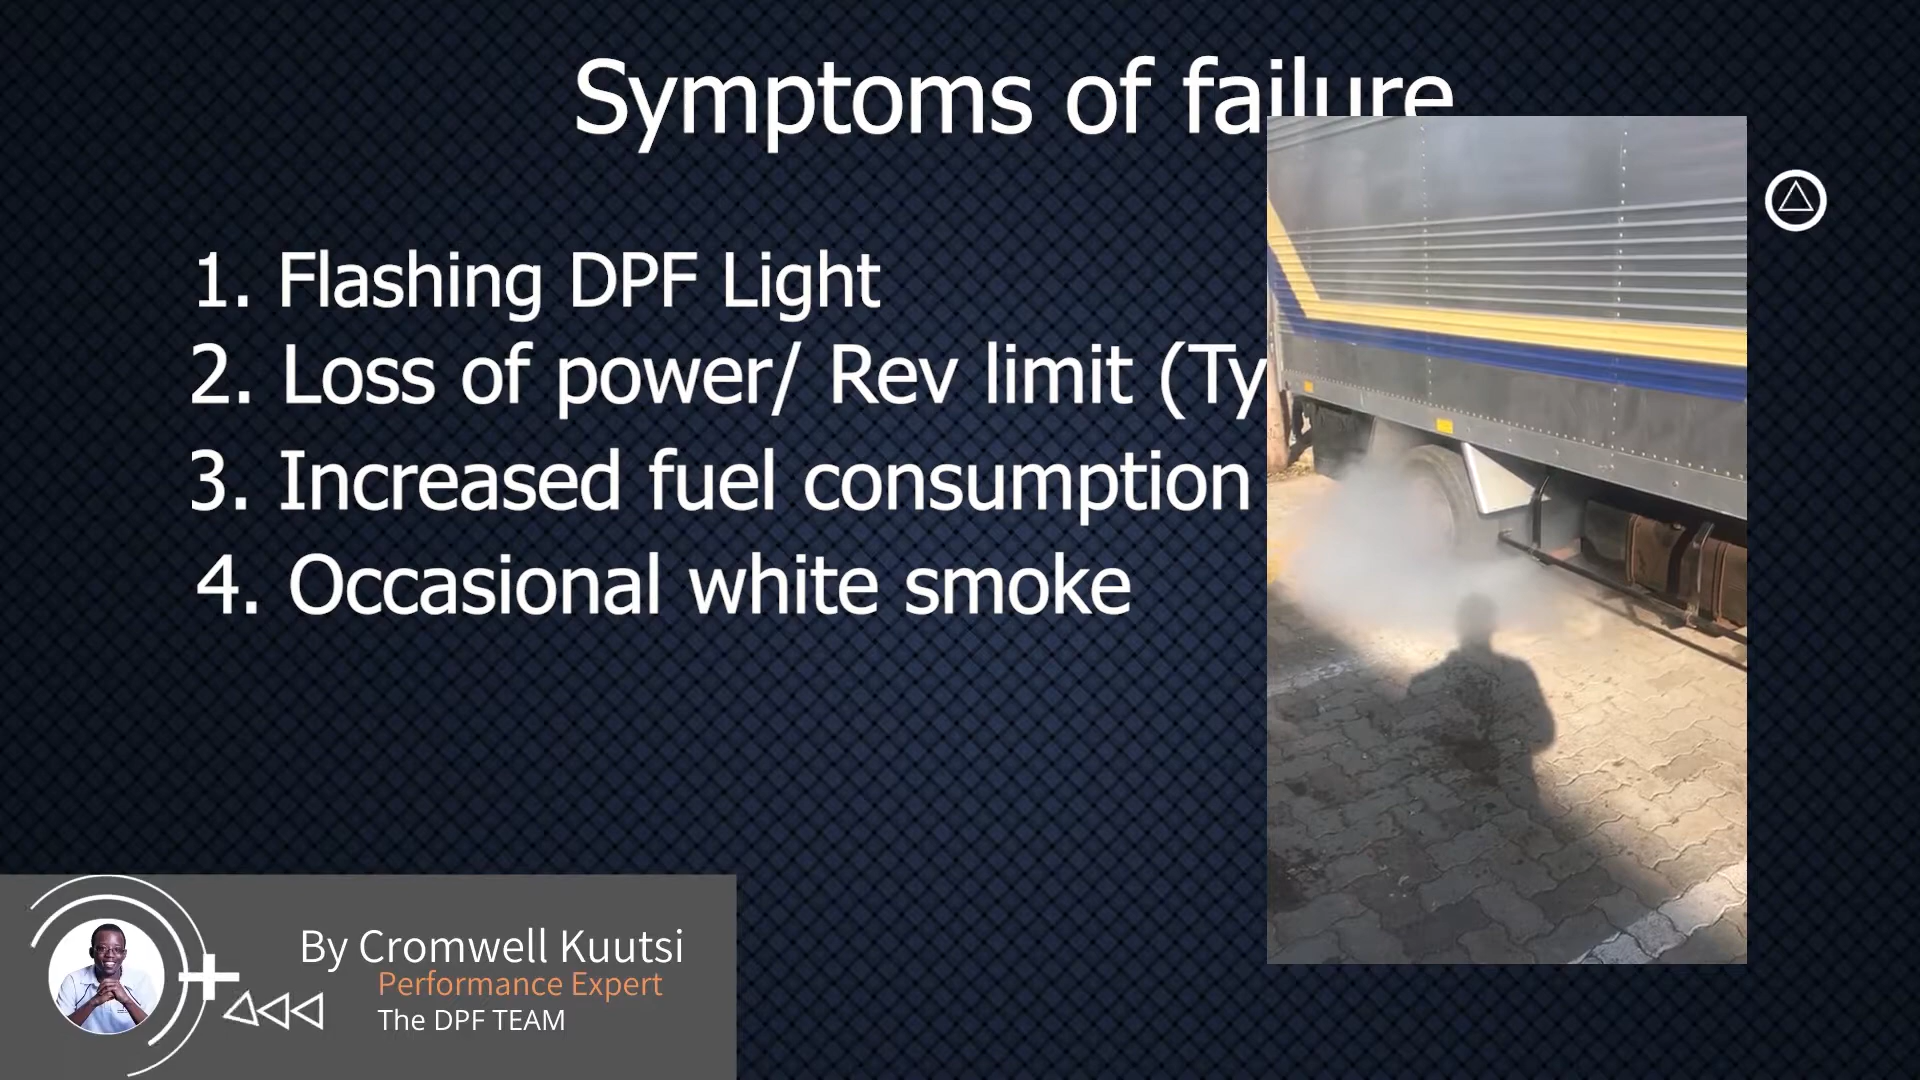 Symptoms of failure
1. Flashing DPF Light
2. Loss of power/ Rev limit (Ty
3. Increased fuel consumption
4. Occasional white smoke
By Cromwell Kuutsi
Performance Expert
The DPF TEAM